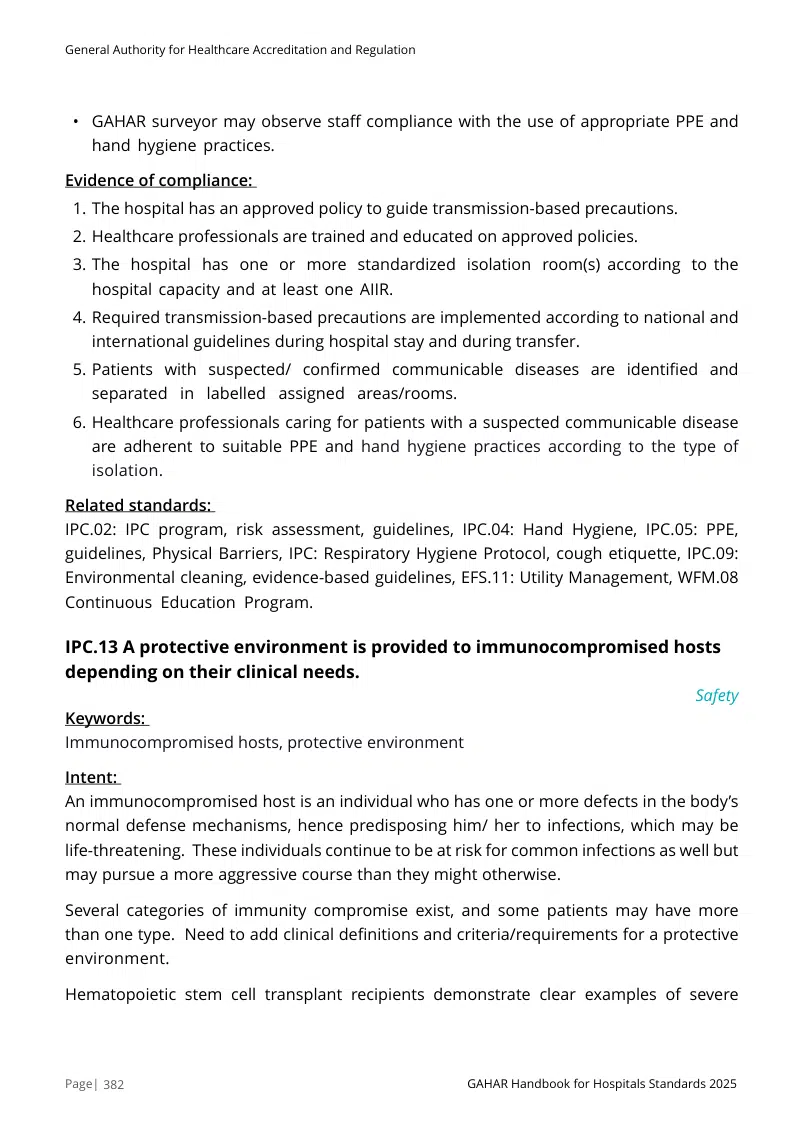 General Authority for Healthcare Accreditation and Regulation
• GAHAR surveyor may observe staff compliance with the use of appropriate PPE and
hand hygiene practices.
Evidence of compliance:
1. The hospital has an approved policy to guide transmission-based precautions.
2. Healthcare professionals are trained and educated on approved policies.
3. The hospital has one or more standardized isolation room(s) according to the
hospital capacity and at least one AIIR.
4. Required transmission-based precautions are implemented according to national and
international guidelines during hospital stay and during transfer.
5. Patients with suspected/ confirmed communicable diseases are identified and
separated in labelled assigned areas/rooms.
6. Healthcare professionals caring for patients with a suspected communicable disease
are adherent to suitable PPE and hand hygiene practices according to the type of
isolation.
Related standards:
IPC.02: IPC program, risk assessment, guidelines, IPC.04: Hand Hygiene, IPC.05: PPE,
guidelines, Physical Barriers, IPC: Respiratory Hygiene Protocol, cough etiquette, IPC.09:
Environmental cleaning, evidence-based guidelines, EFS.11: Utility Management, WFM.08
Continuous Education Program.
IPC.13 A protective environment is provided to immunocompromised hosts
depending on their clinical needs.
Safety
Keywords:
Immunocompromised hosts, protective environment
Intent:
An immunocompromised host is an individual who has one or more defects in the body’s
normal defense mechanisms, hence predisposing him/ her to infections, which may be
life-threatening. These individuals continue to be at risk for common infections as well but
may pursue a more aggressive course than they might otherwise.
Several categories of immunity compromise exist, and some patients may have more
than one type. Need to add clinical definitions and criteria/requirements for a protective
environment.
Hematopoietic stem cell transplant recipients demonstrate clear examples of severe
Page| 382
GAHAR Handbook for Hospitals Standards 2025